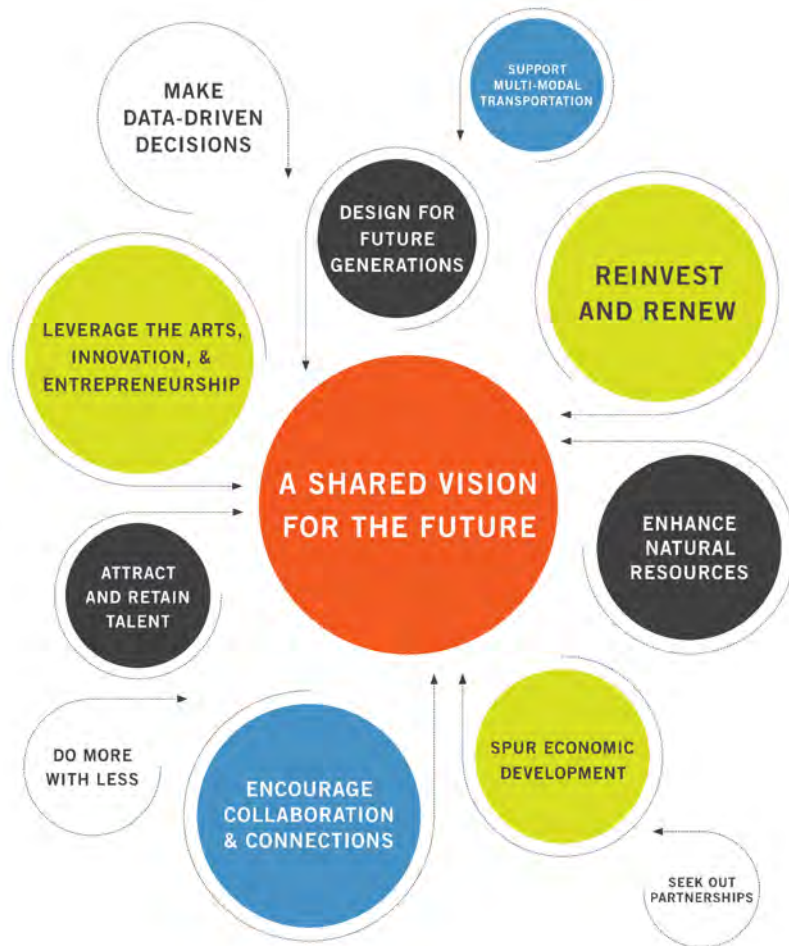 MAKE
DATA-DRIVEN
DECISIONS
SUPPORT
MULTI-MODAL
TRANSPORTATION
DESIGN FOR
FUTURE
GENERATIONS
REINVEST
AND RENEW
LEVERAGE THE ARTS,
INNOVATION, &
ENTREPRENEURSHIP
A SHARED VISION
FOR THE FUTURE
ENHANCE
NATURAL
RESOURCES
ATTRACT
AND RETAIN
TALENT
DO MORE
WITH LESS
ENCOURAGE
COLLABORATION
& CONNECTIONS
SPUR ECONOMIC
DEVELOPMENT
SEEK OUT
PARTNERSHIPS